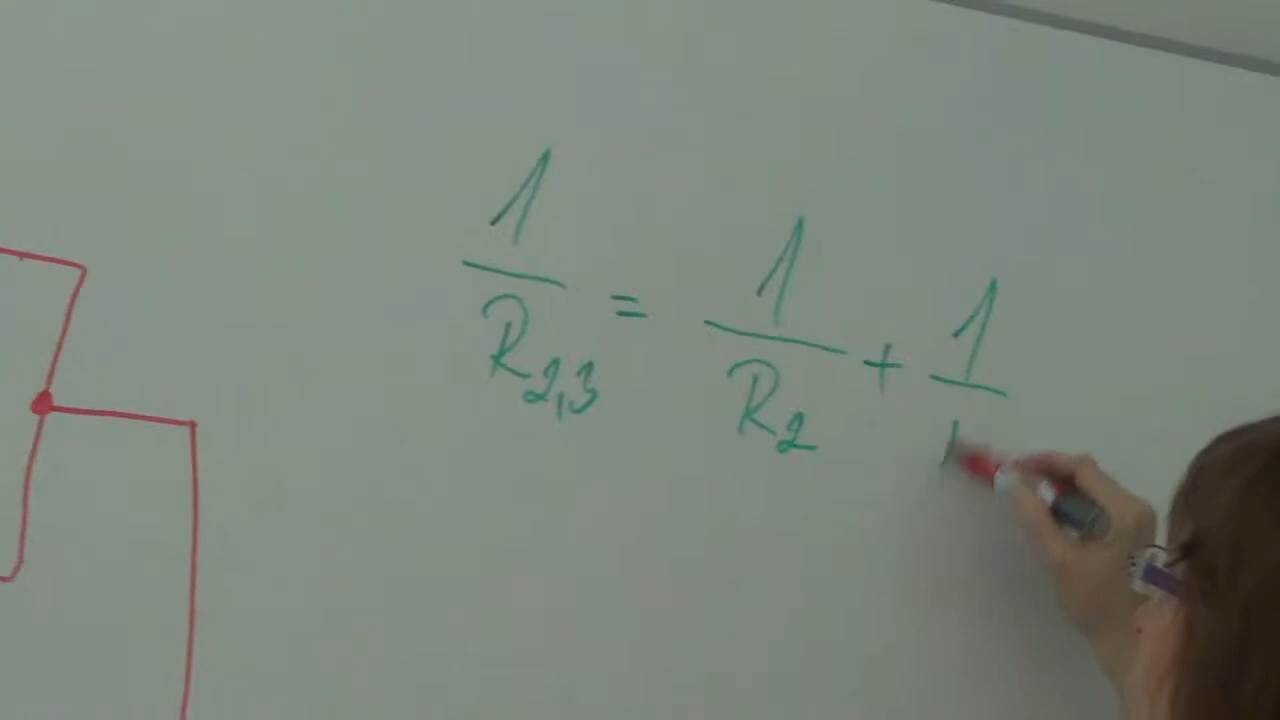 1/R₂,₃ = 1/R₂ + 1/